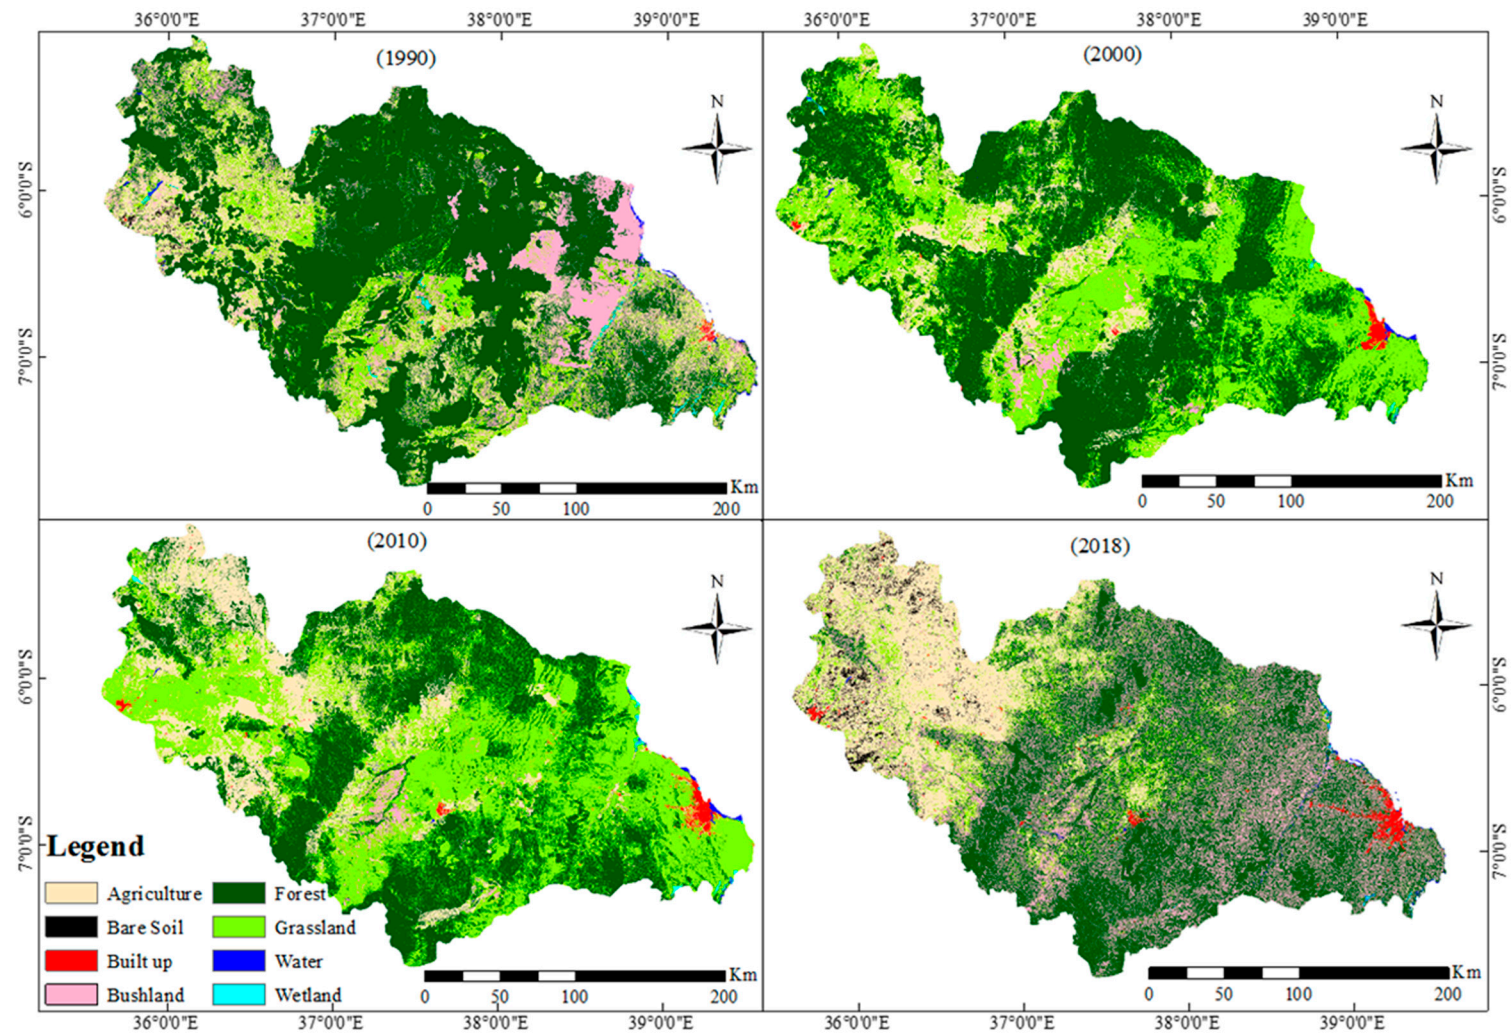 36°0'0"E 37°0'0"E 38°0'0"E 39°0'0"E 36°0'0"E 37°0'0"E 38°0'0"E 39°0'0"E
(1990)
N
6°0'0"S
7°0'0"S
Km
0 50 100 200
(2000)
N
6°0'0"S
7°0'0"S
Km
0 50 100 200
(2010)
N
6°0'0"S
7°0'0"S
Km
0 50 100 200
Legend
Agriculture Forest
Bare Soil Grassland
Built up Water
Bushland Wetland
(2018)
N
6°0'0"S
7°0'0"S
Km
0 50 100 200
36°0'0"E 37°0'0"E 38°0'0"E 39°0'0"E 36°0'0"E 37°0'0"E 38°0'0"E 39°0'0"E